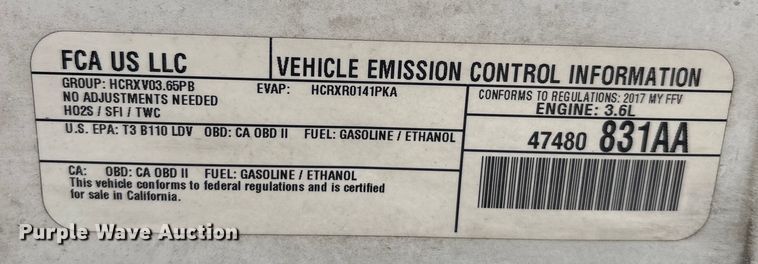 FCA US LLC
VEHICLE EMISSION CONTROL INFORMATION
GROUP: HCRXV03.65PB EVAP: HCRXR0141PKA
NO ADJUSTMENTS NEEDED
HO2S / SFI / TWC
CONFORMS TO REGULATIONS: 2017 MY FFV
ENGINE: 3.6L
U.S. EPA: T3 B110 LDV OBD: CA OBD II FUEL: GASOLINE / ETHANOL
47480 831AA
CA: OBD: CA OBD II FUEL: GASOLINE / ETHANOL
This vehicle conforms to federal regulations and is certified
for sale in California.
Purple Wave Auction